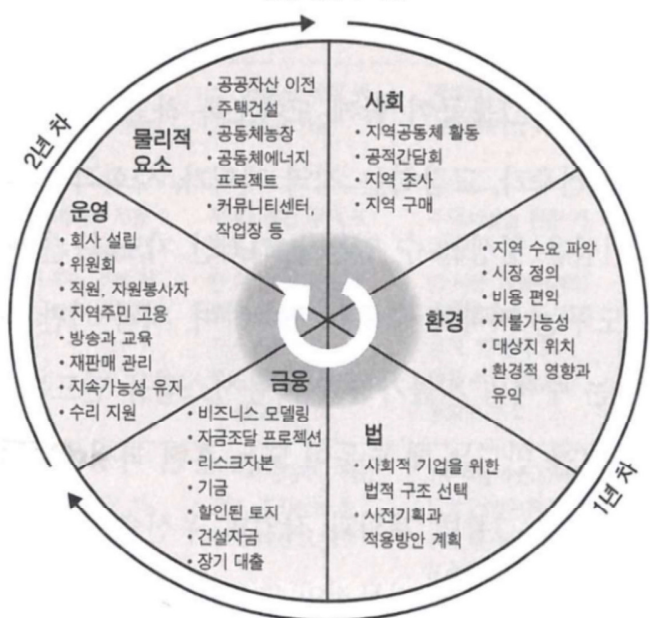 사회
• 지역공동체 활동
• 공적간담회
• 지역 조사
• 지역 구매
환경
• 지역 수요 파악
• 시장 정의
• 비용 편익
• 지불가능성
• 대상지 위치
• 환경적 영향과
유익
1년 차
법
• 사회적 기업을 위한
법적 구조 선택
• 사전기획과
적용방안 계획
금융
• 비즈니스 모델링
• 자금조달 프로젝션
• 리스크자본
• 기금
• 할인된 토지
• 건설자금
• 장기 대출
운영
• 회사 설립
• 위원회
• 직원, 자원봉사자
• 지역주민 고용
• 방송과 교육
• 재판매 관리
• 지속가능성 유지
• 수리 지원
2년 차
물리적
요소
• 공공자산 이전
• 주택건설
• 공동체농장
• 공동체에너지
프로젝트
• 커뮤니티센터,
작업장 등